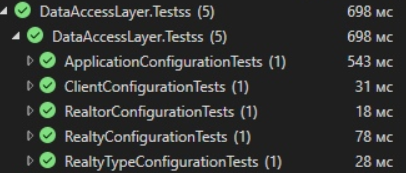 DataAccessLayer.Testss (5) 698 мс
DataAccessLayer.Testss (5) 698 мс
ApplicationConfigurationTests (1) 543 мс
ClientConfigurationTests (1) 31 мс
RealtorConfigurationTests (1) 18 мс
RealtyConfigurationTests (1) 78 мс
RealtyTypeConfigurationTests (1) 28 мс